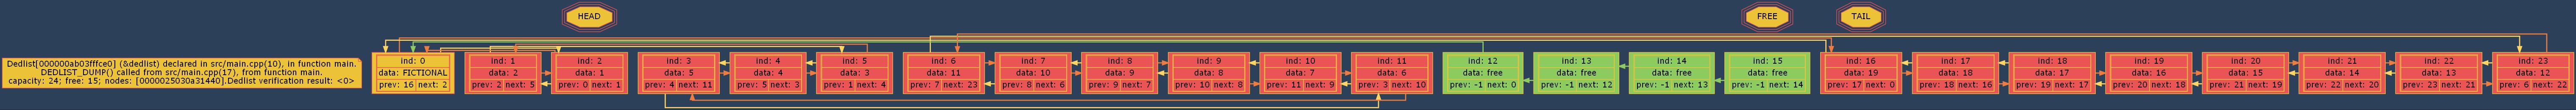 HEAD
FREE
TAIL
Dedlist[000000ab03fffce0] (&dedlist) declared in src/main.cpp(10), in function main.
DEDLIST_DUMP() called from src/main.cpp(17), from function main.
capacity: 24; free: 15; nodes: [0000025030a31440].Dedlist verification result: <0>
ind: 0
data: FICTIONAL
prev: 16 next: 2
ind: 1
data: 2
prev: 2 next: 5
ind: 2
data: 1
prev: 0 next: 1
ind: 3
data: 5
prev: 4 next: 11
ind: 4
data: 4
prev: 5 next: 3
ind: 5
data: 3
prev: 1 next: 4
ind: 6
data: 11
prev: 7 next: 23
ind: 7
data: 10
prev: 8 next: 6
ind: 8
data: 9
prev: 9 next: 7
ind: 9
data: 8
prev: 10 next: 8
ind: 10
data: 7
prev: 11 next: 9
ind: 11
data: 6
prev: 3 next: 10
ind: 12
data: free
prev: -1 next: 0
ind: 13
data: free
prev: -1 next: 12
ind: 14
data: free
prev: -1 next: 13
ind: 15
data: free
prev: -1 next: 14
ind: 16
data: 19
prev: 17 next: 0
ind: 17
data: 18
prev: 18 next: 16
ind: 18
data: 17
prev: 19 next: 17
ind: 19
data: 16
prev: 20 next: 18
ind: 20
data: 15
prev: 21 next: 19
ind: 21
data: 14
prev: 22 next: 20
ind: 22
data: 13
prev: 23 next: 21
ind: 23
data: 12
prev: 6 next: 22